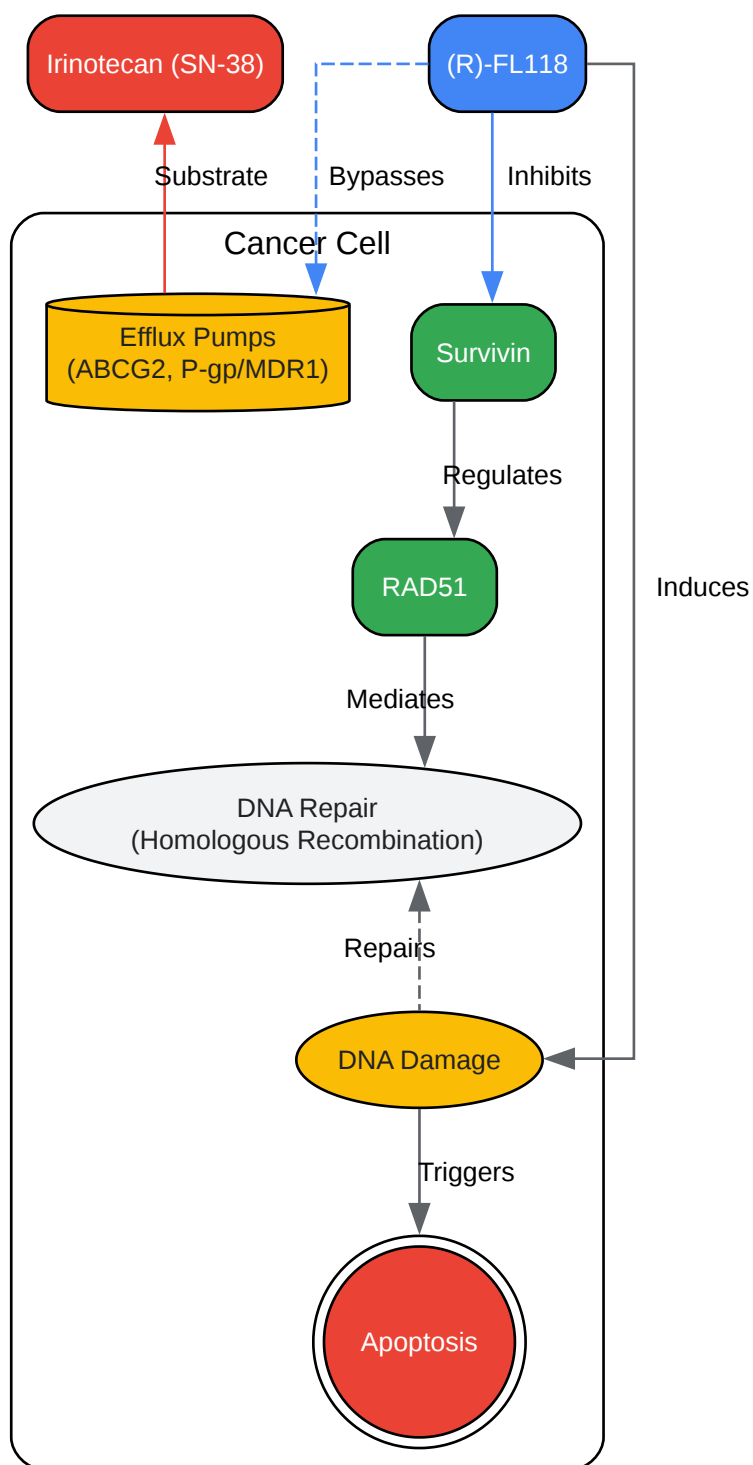 Irinotecan (SN-38)
(R)-FL118
Substrate
Bypasses
Inhibits
Cancer Cell
Efflux Pumps
(ABCG2, P-gp/MDR1)
Survivin
Regulates
RAD51
Induces
Mediates
DNA Repair
(Homologous Recombination)
Repairs
DNA Damage
Triggers
Apoptosis